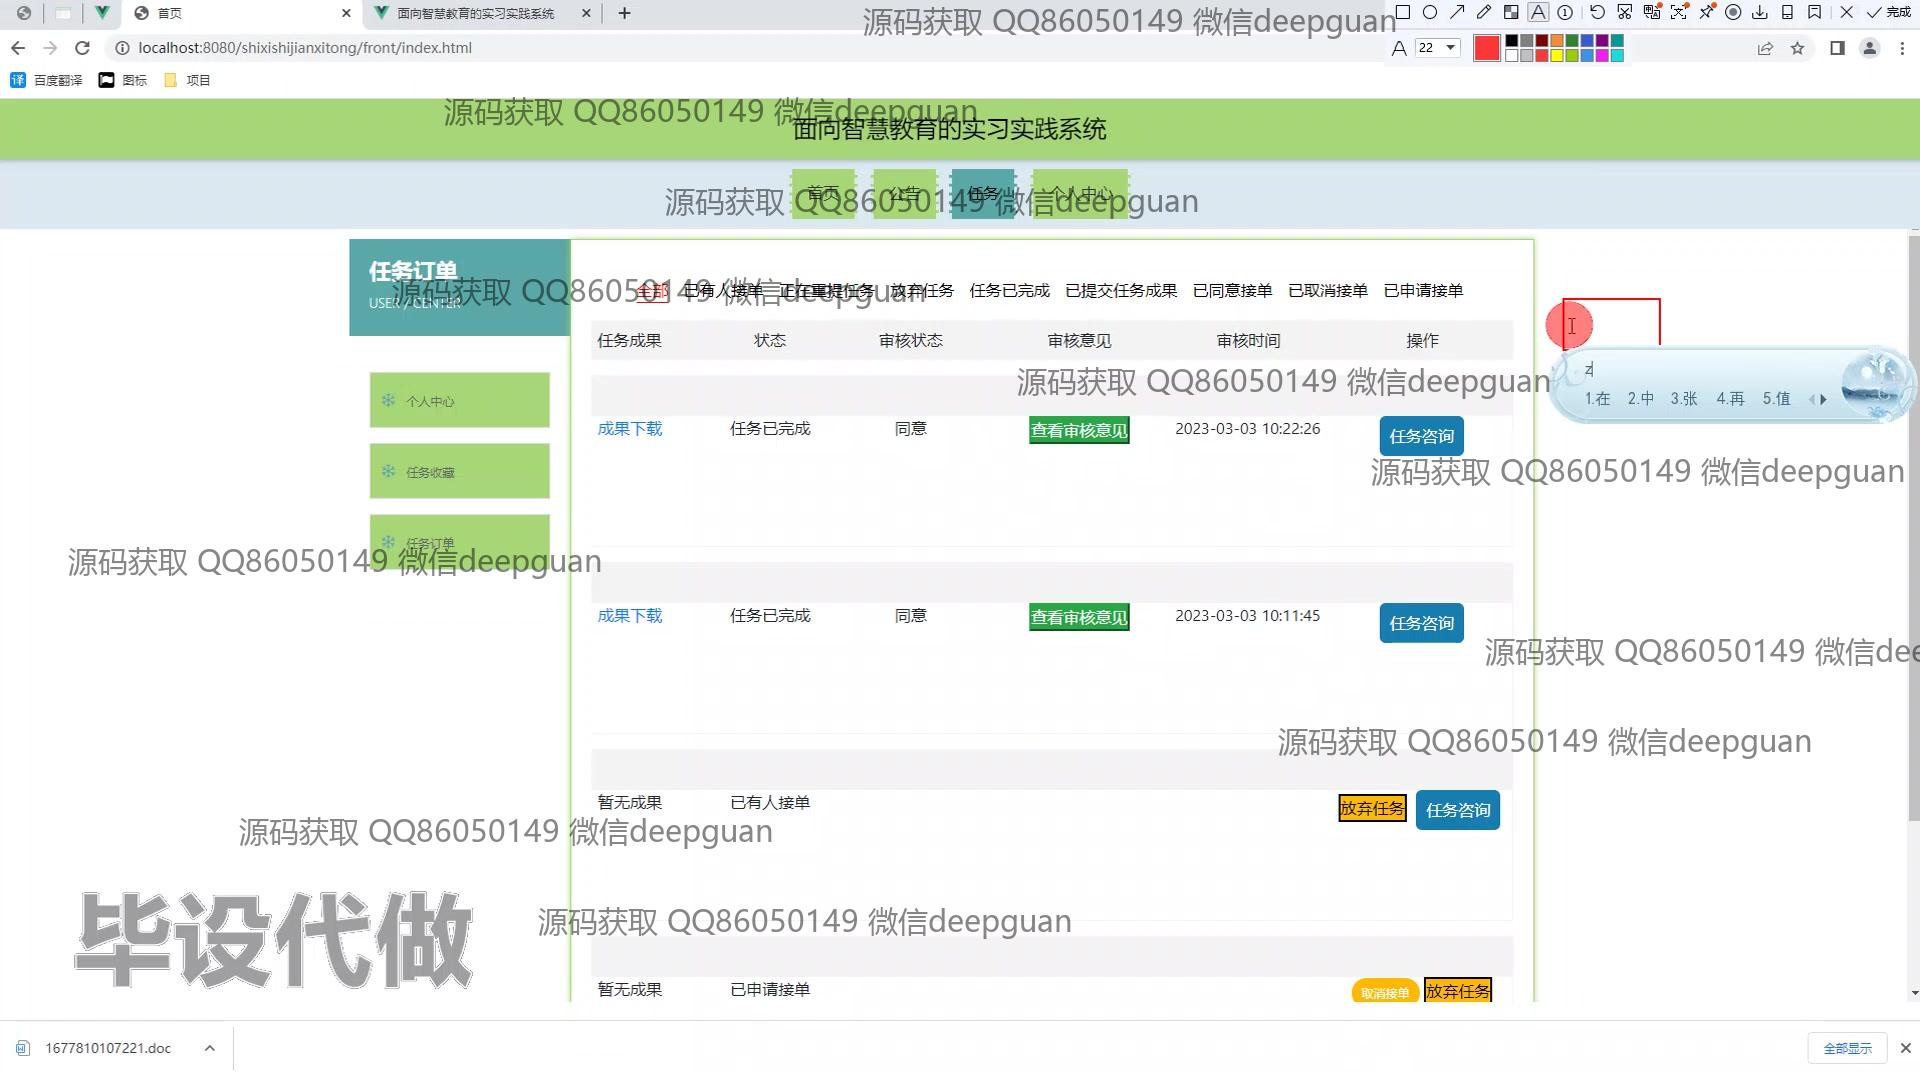 首页
面向智慧教育的实习实践系统
源码获取 QQ86050149 微信deepguan
完成
localhost:8080/shixishijianxitong/front/index.html
A 22
百度翻译 图标 项目
源码获取 QQ86050149 微信deepguan
面向智慧教育的实习实践系统
首页 公告 任务 个人中心
源码获取 QQ86050149 微信deepguan
任务订单
USER / CENTER
源码获取 QQ86050149 微信deepguan
全部 已有人接单 正在重提任务 放弃任务 任务已完成 已提交任务成果 已同意接单 已取消接单 已申请接单
任务成果 状态 审核状态 审核意见 审核时间 操作
z
1.在 2.中 3.张 4.再 5.值
源码获取 QQ86050149 微信deepguan
个人中心
成果下载 任务已完成 同意 查看审核意见 2023-03-03 10:22:26 任务咨询
任务收藏
源码获取 QQ86050149 微信deepguan
任务订单
源码获取 QQ86050149 微信deepguan
成果下载 任务已完成 同意 查看审核意见 2023-03-03 10:11:45 任务咨询
源码获取 QQ86050149 微信dee
源码获取 QQ86050149 微信deepguan
暂无成果 已有人接单 放弃任务 任务咨询
源码获取 QQ86050149 微信deepguan
毕设代做
源码获取 QQ86050149 微信deepguan
暂无成果 已申请接单 取消接单 放弃任务
1677810107221.doc
全部显示